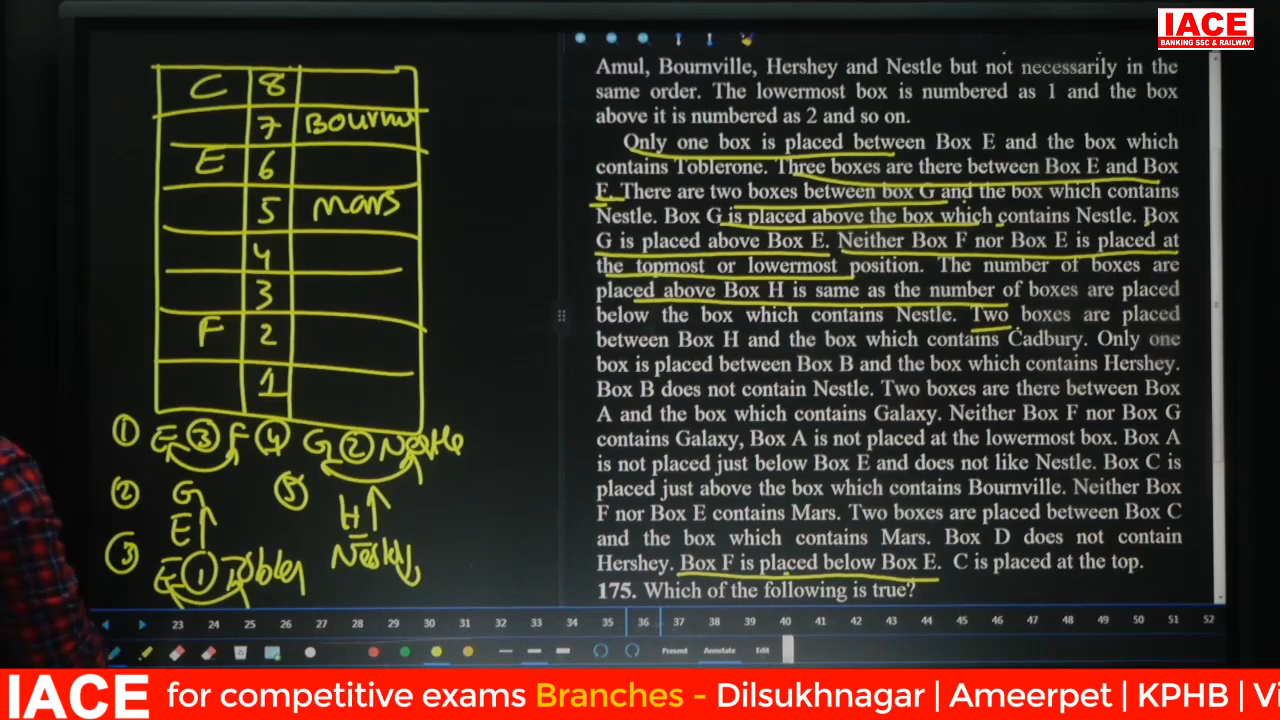 IACE
BANKING SSC & RAILWAY
Amul, Bournville, Hershey and Nestle but not necessarily in the
same order. The lowermost box is numbered as 1 and the box
above it is numbered as 2 and so on.
Only one box is placed between Box E and the box which
contains Toblerone. Three boxes are there between Box E and Box
E. There are two boxes between box G and the box which contains
Nestle. Box G is placed above the box which contains Nestle. Box
G is placed above Box E. Neither Box F nor Box E is placed at
the topmost or lowermost position. The number of boxes are
placed above Box H is same as the number of boxes are placed
below the box which contains Nestle. Two boxes are placed
between Box H and the box which contains Cadbury. Only one
box is placed between Box B and the box which contains Hershey.
Box B does not contain Nestle. Two boxes are there between Box
A and the box which contains Galaxy. Neither Box F nor Box G
contains Galaxy, Box A is not placed at the lowermost box. Box A
is not placed just below Box E and does not like Nestle. Box C is
placed just above the box which contains Bournville. Neither Box
F nor Box E contains Mars. Two boxes are placed between Box C
and the box which contains Mars. Box D does not contain
Hershey. Box F is placed below Box E. C is placed at the top.
175. Which of the following is true?
C 8
7 Bournv
E 6
5 Mars
4
3
F 2
1
① E ③ F ④ G ② Nestle
② G ⑤ H
E Nestle
③ E ①
23 24 25 26 27 28 29 30 31 32 33 34 35 36 37 38 39 40 41 42 43 44 45 46 47 48 49 50 51 52
Present Annotate Edit
IACE for competitive exams Branches - Dilsukhnagar | Ameerpet | KPHB | Vi